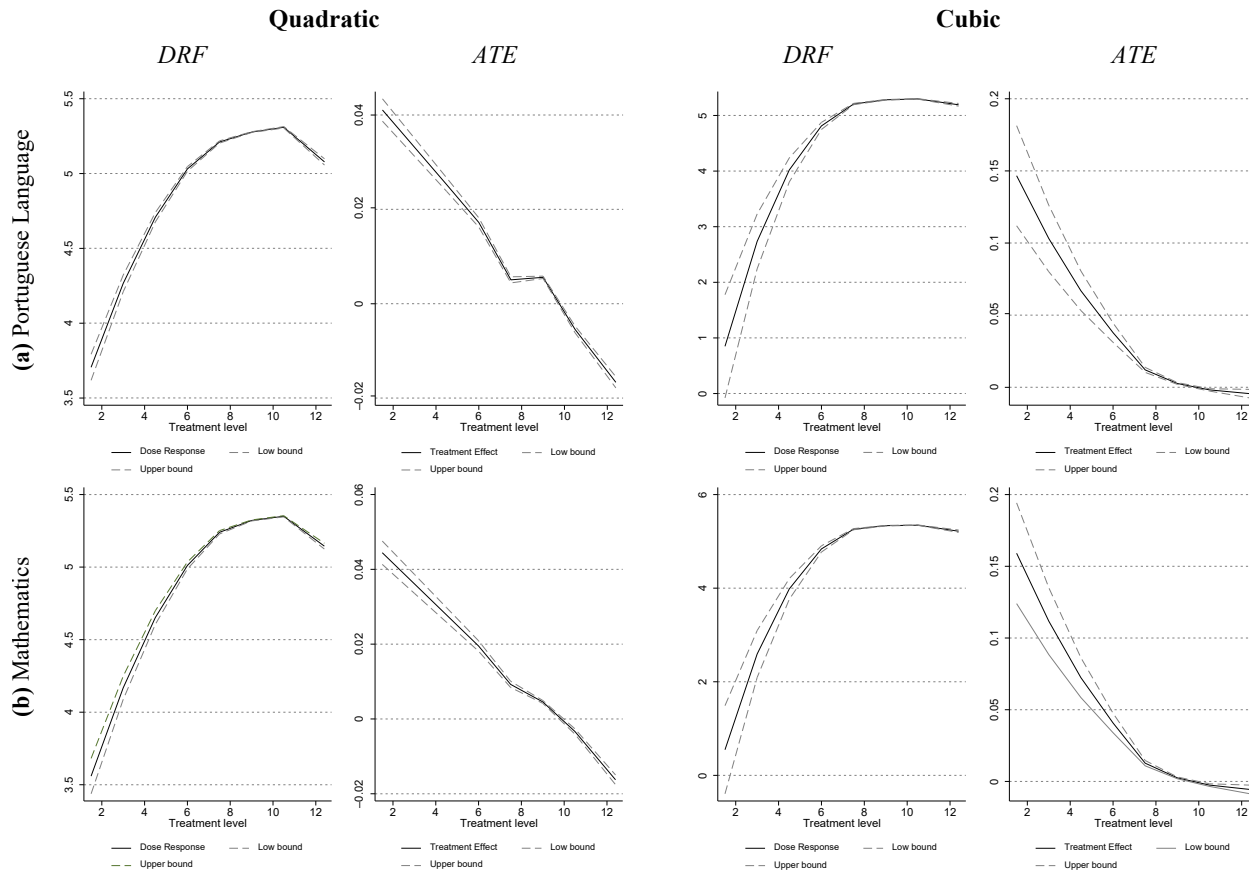 Quadratic Cubic
DRF ATE DRF ATE
(a) Portuguese Language
5.5 5 4.5 4 3.5
2 4 6 8 10 12
Treatment level
Dose Response Low bound
Upper bound
0.04 0.02 0 −0.02
2 4 6 8 10 12
Treatment level
Treatment Effect Low bound
Upper bound
5 4 3 2 1 0
2 4 6 8 10 12
Treatment level
Dose Response Low bound
Upper bound
0.2 0.15 0.1 0.05 0
2 4 6 8 10 12
Treatment level
Treatment Effect Low bound
Upper bound
(b) Mathematics
5.5 5 4.5 4 3.5
2 4 6 8 10 12
Treatment level
Dose Response Low bound
Upper bound
0.06 0.04 0.02 0 −0.02
2 4 6 8 10 12
Treatment level
Treatment Effect Low bound
Upper bound
6 4 2 0
2 4 6 8 10 12
Treatment level
Dose Response Low bound
Upper bound
0.2 0.15 0.1 0.05 0
2 4 6 8 10 12
Treatment level
Treatment Effect Low bound
Upper bound